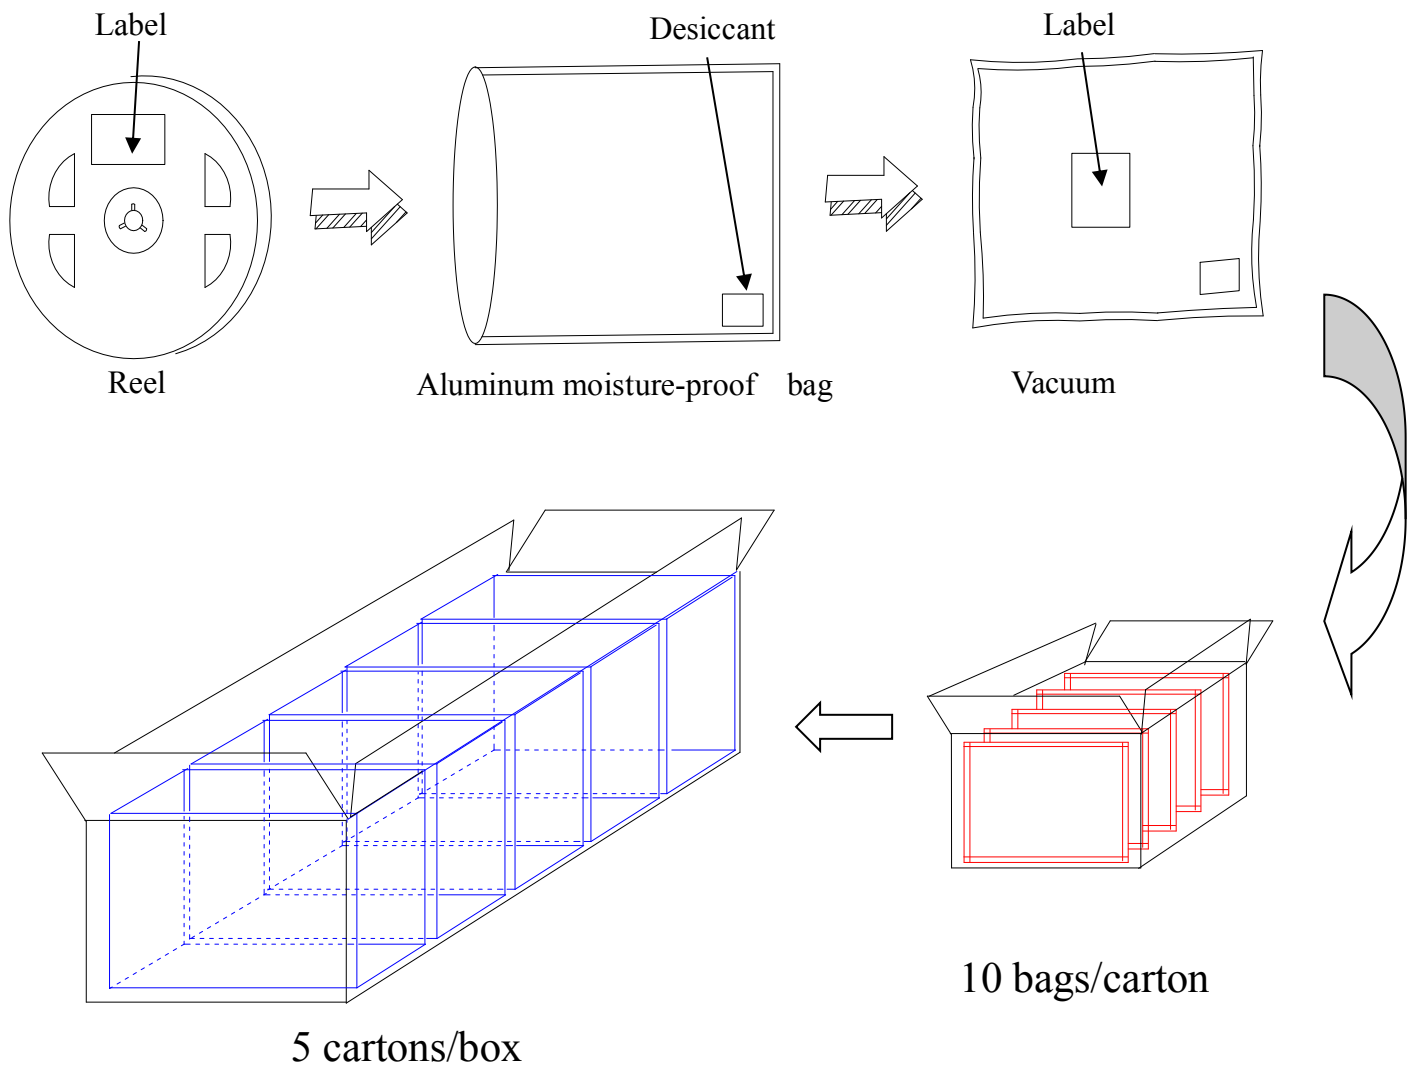 Label
Desiccant
Label
Reel
Aluminum moisture-proof bag
Vacuum
10 bags/carton
5 cartons/box